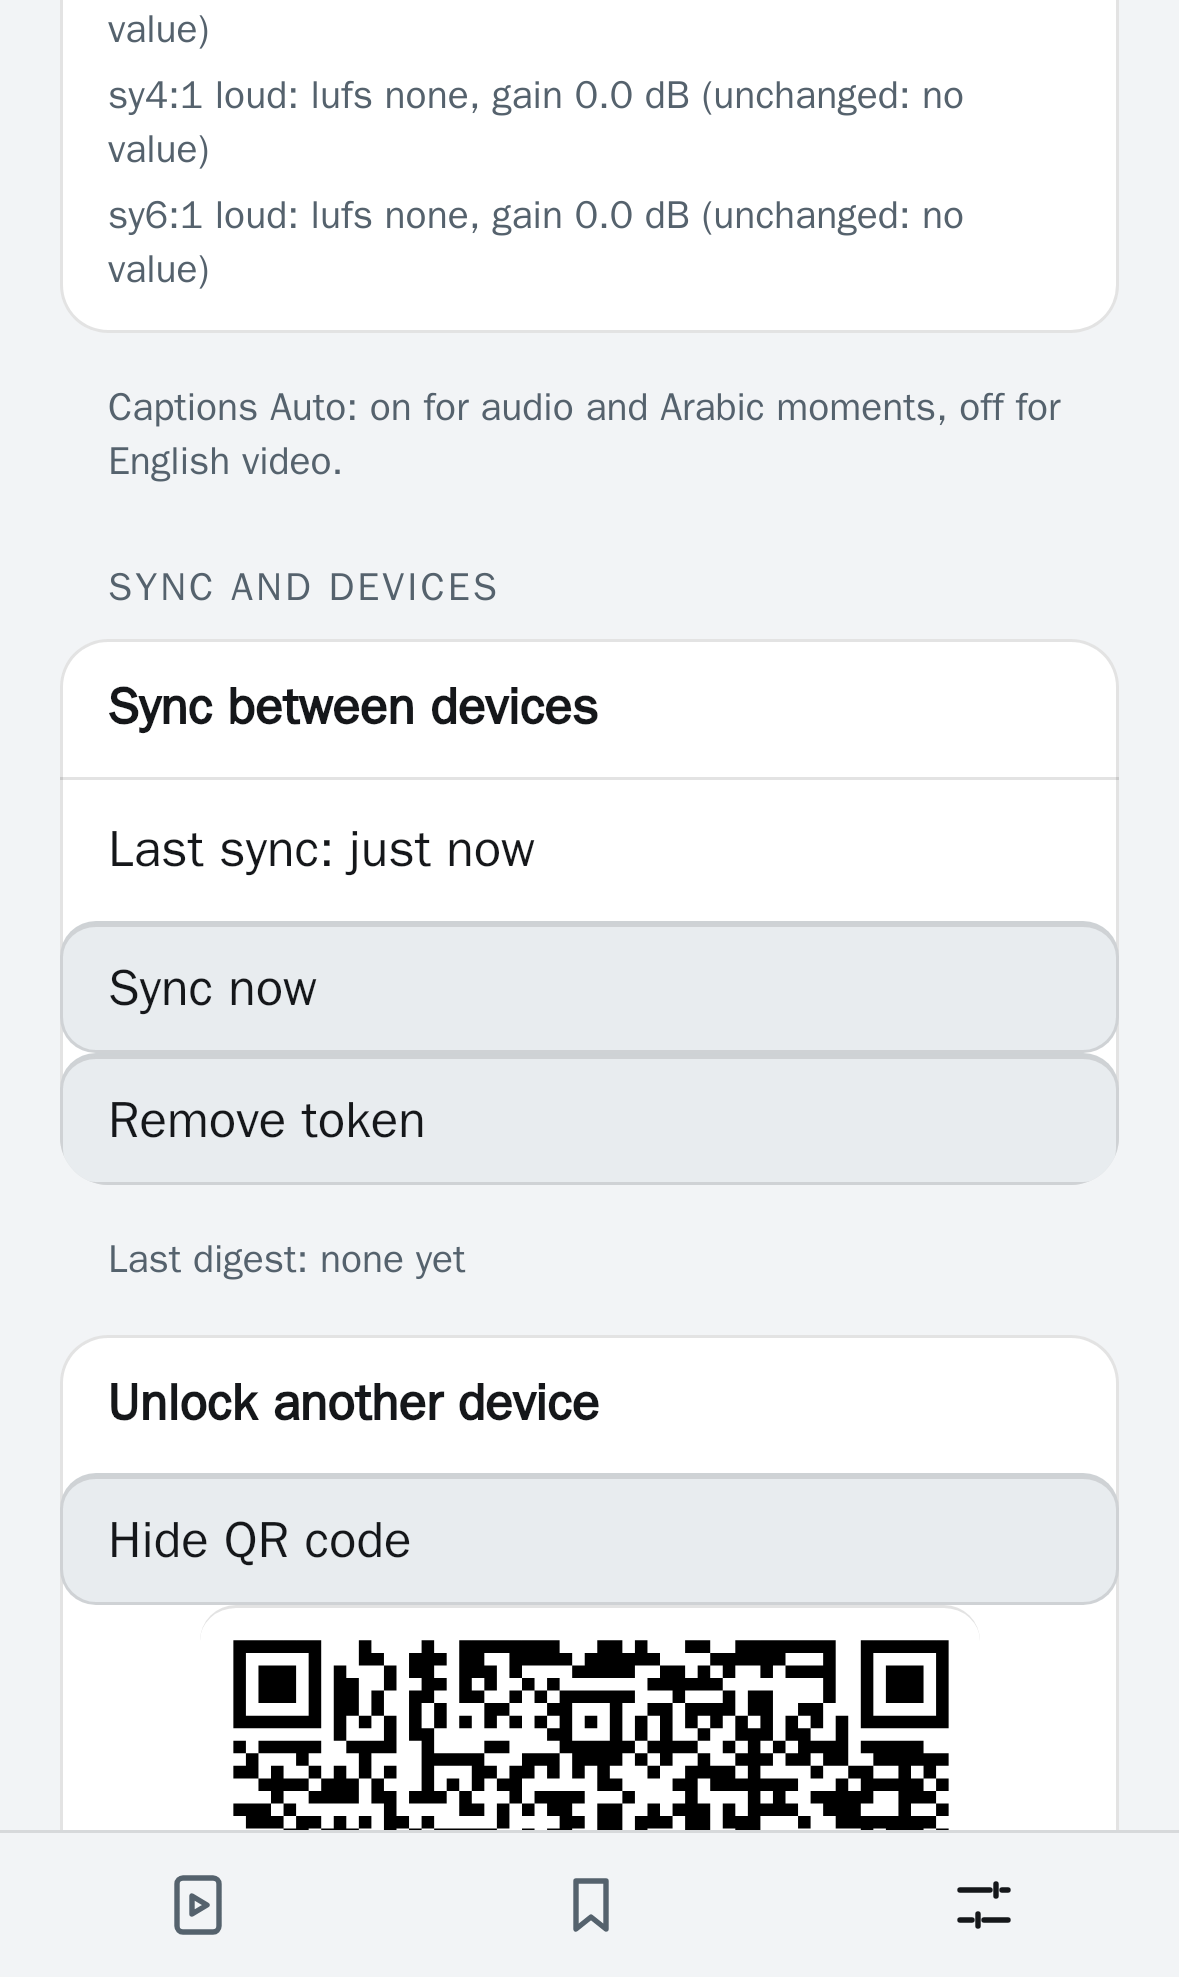 value)
sy4:1 loud: lufs none, gain 0.0 dB (unchanged: no
value)
sy6:1 loud: lufs none, gain 0.0 dB (unchanged: no
value)
Captions Auto: on for audio and Arabic moments, off for
English video.
SYNC AND DEVICES
Sync between devices
Last sync: just now
Sync now
Remove token
Last digest: none yet
Unlock another device
Hide QR code